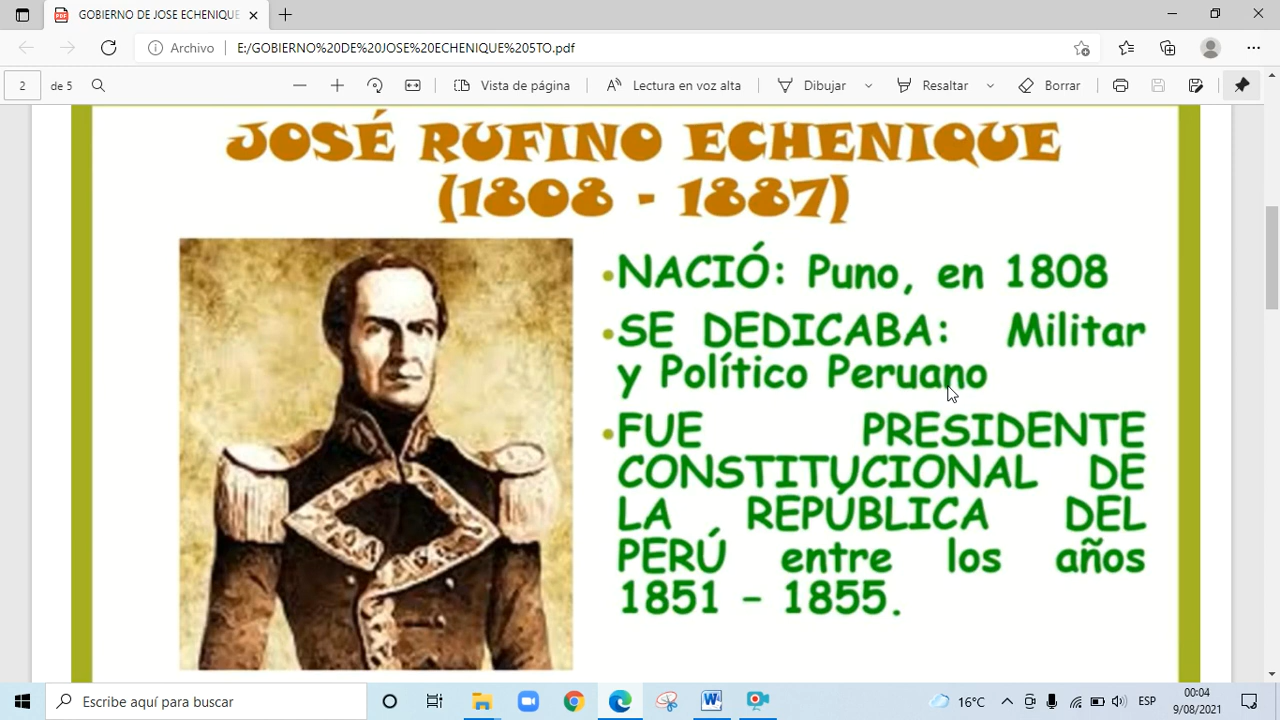 GOBIERNO DE JOSE ECHENIQUE
Archivo E:/GOBIERNO%20DE%20JOSE%20ECHENIQUE%205TO.pdf
2 de 5 Vista de página Lectura en voz alta Dibujar Resaltar Borrar
JOSÉ RUFINO ECHENIQUE
(1808 - 1887)
•NACIÓ: Puno, en 1808
•SE DEDICABA: Militar
y Político Peruano
•FUE PRESIDENTE
CONSTITUCIONAL DE
LA REPÚBLICA DEL
PERÚ entre los años
1851 – 1855.
Escribe aquí para buscar 16°C ESP 00:04
9/08/2021